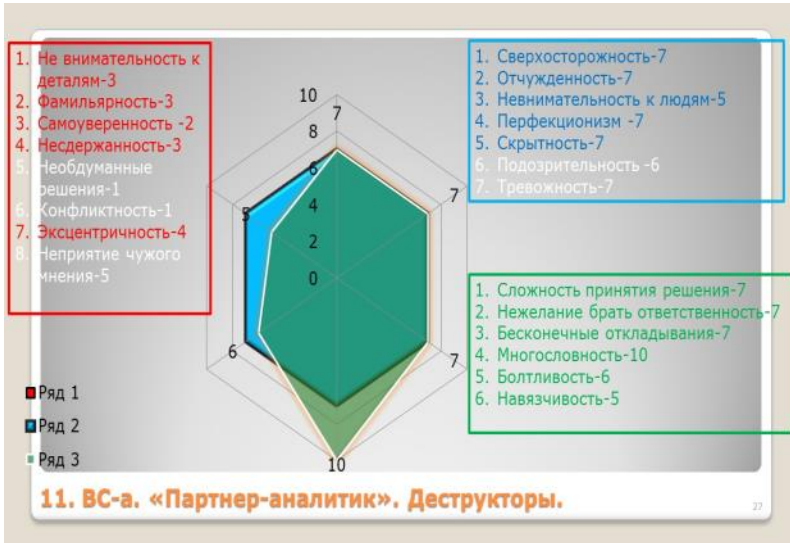 1. Не внимательность к
деталям-3
2. Фамильярность-3
3. Самоуверенность -2
4. Несдержанность-3
5. Необдуманные
решения-1
6. Конфликтность-1
7. Эксцентричность-4
8. Неприятие чужого
мнения-5
1. Сверхосторожность-7
2. Отчужденность-7
3. Невнимательность к людям-5
4. Перфекционизм -7
5. Скрытность-7
6. Подозрительность -6
7. Тревожность-7
10
7
8
6
4
2
0
7
7
10
6
5
1. Сложность принятия решения-7
2. Нежелание брать ответственность-7
3. Бесконечные откладывания-7
4. Многословность-10
5. Болтливость-6
6. Навязчивость-5
Ряд 1
Ряд 2
Ряд 3
11. ВС-а. «Партнер-аналитик». Деструкторы.
27